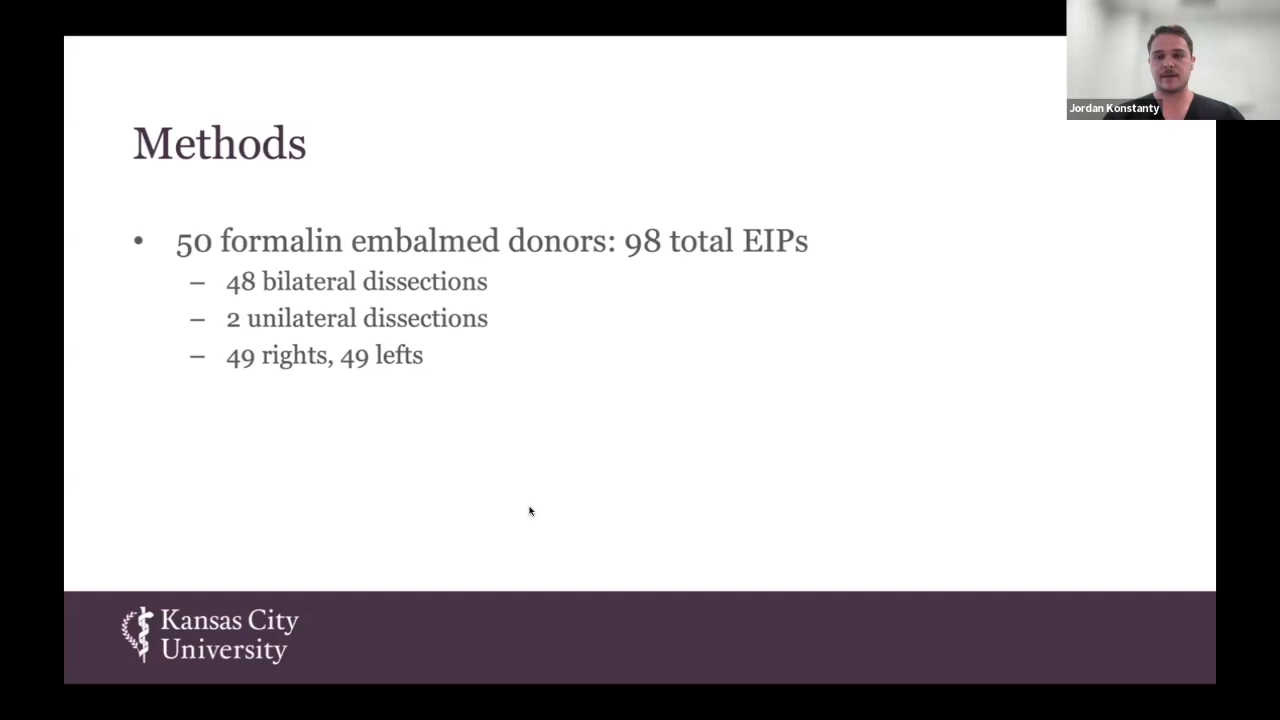 Jordan Konstanty
Methods
• 50 formalin embalmed donors: 98 total EIPs
– 48 bilateral dissections
– 2 unilateral dissections
– 49 rights, 49 lefts
Kansas City
University